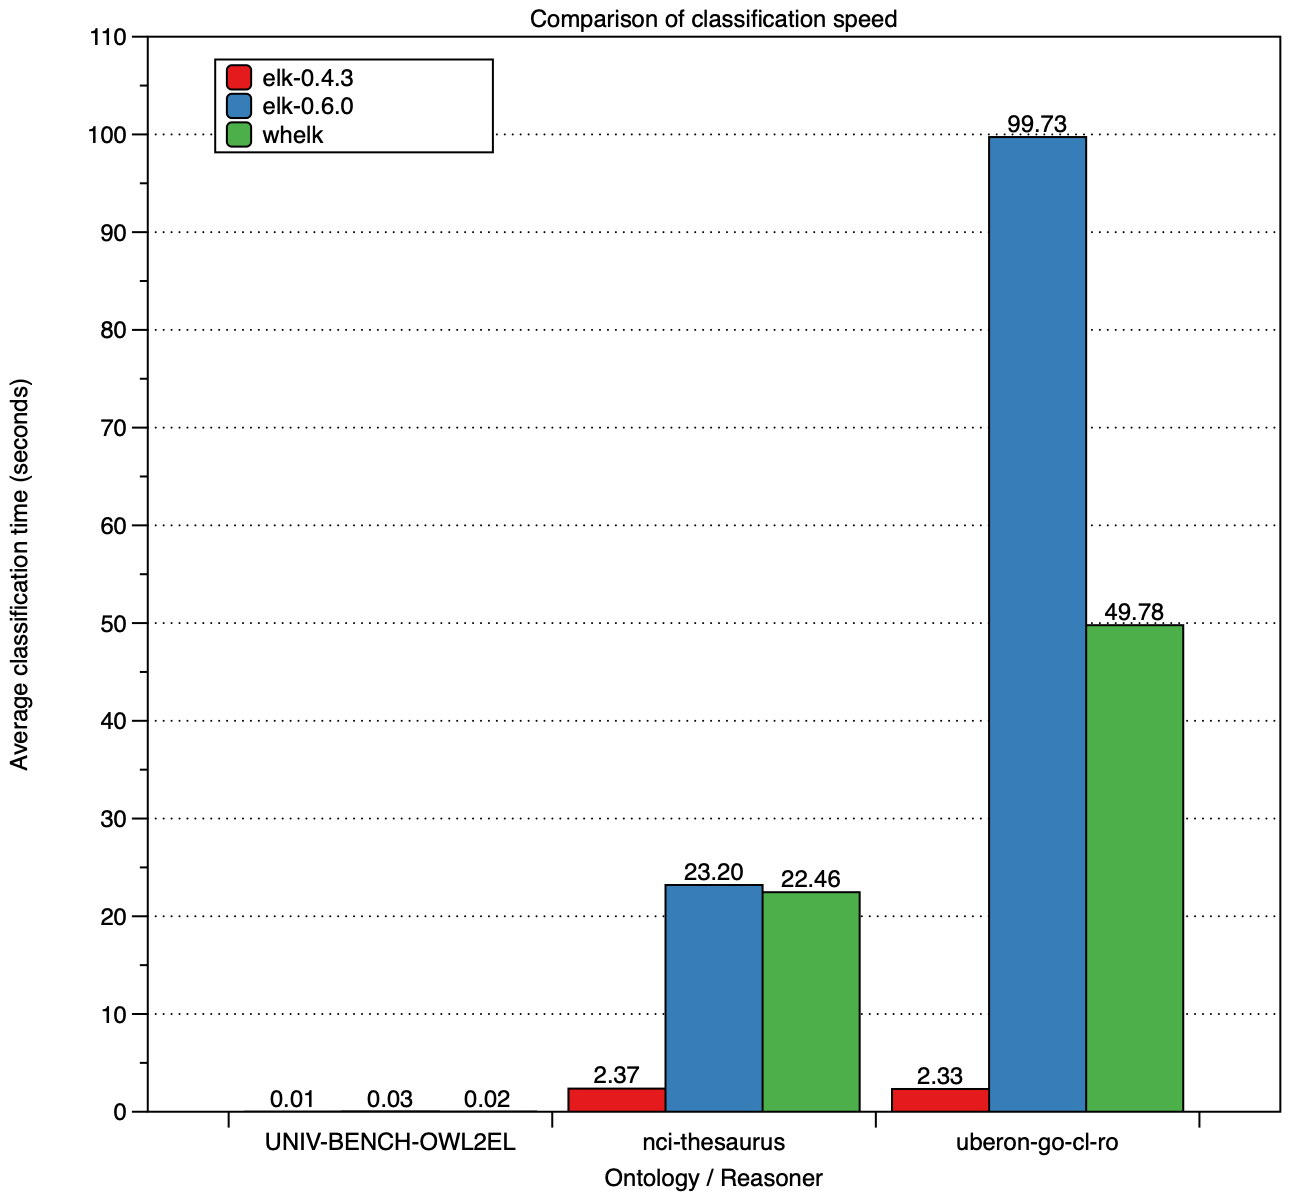 Comparison of classification speed
110
100
90
80
70
60
50
40
30
20
10
0
Average classification time (seconds)
elk-0.4.3
elk-0.6.0
whelk
0.01
0.03
0.02
2.37
23.20
22.46
2.33
99.73
49.78
UNIV-BENCH-OWL2EL
nci-thesaurus
uberon-go-cl-ro
Ontology / Reasoner